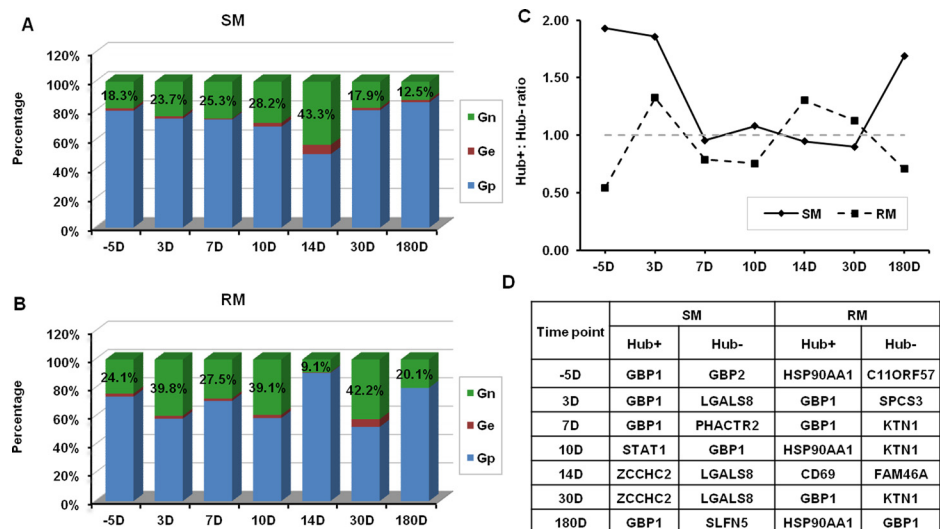 A
SM
120%
100%
80%
60%
40%
20%
0%
Percentage
18.3%
23.7%
25.3%
28.2%
43.3%
17.9%
12.5%
-5D 3D 7D 10D 14D 30D 180D
Gn
Ge
Gp
B
RM
120%
100%
80%
60%
40%
20%
0%
Percentage
24.1%
39.8%
27.5%
39.1%
9.1%
42.2%
20.1%
-5D 3D 7D 10D 14D 30D 180D
Gn
Ge
Gp
C
2.00
1.50
1.00
0.50
0.00
Hub+ : Hub- ratio
SM RM
-5D 3D 7D 10D 14D 30D 180D
D
Time point SM RM
Hub+ Hub- Hub+ Hub-
-5D GBP1 GBP2 HSP90AA1 C11ORF57
3D GBP1 LGALS8 GBP1 SPCS3
7D GBP1 PHACTR2 GBP1 KTN1
10D STAT1 GBP1 HSP90AA1 KTN1
14D ZCCHC2 LGALS8 CD69 FAM46A
30D ZCCHC2 LGALS8 GBP1 KTN1
180D GBP1 SLFN5 HSP90AA1 GBP1